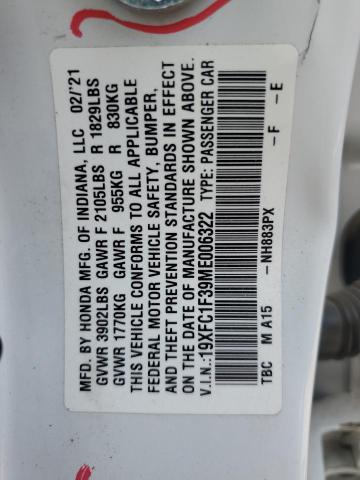 MFD. BY HONDA MFG. OF INDIANA, LLC 02/'21
GVWR 3902LBS GAWR F 2105LBS R 1829LBS
GVWR 1770KG GAWR F 955KG R 830KG
THIS VEHICLE CONFORMS TO ALL APPLICABLE
FEDERAL MOTOR VEHICLE SAFETY, BUMPER,
AND THEFT PREVENTION STANDARDS IN EFFECT
ON THE DATE OF MANUFACTURE SHOWN ABOVE.
V.I.N.:19XFC1F39ME006322 TYPE: PASSENGER CAR
TBC M A15 -NH883PX -F -E